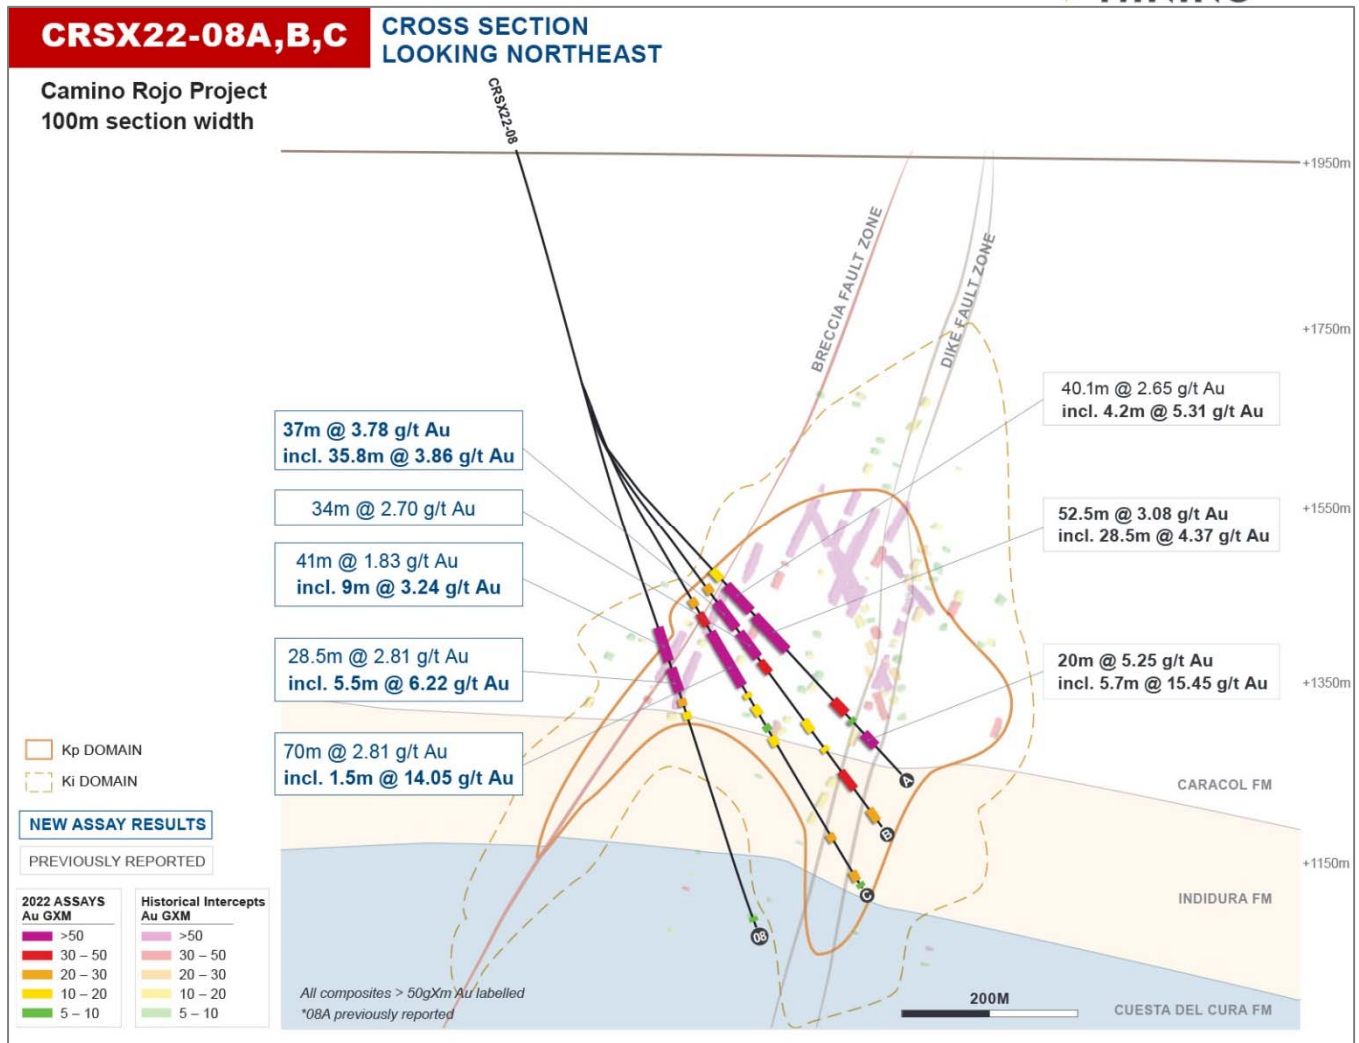 CRSX22-08A,B,C
CROSS SECTION
LOOKING NORTHEAST
Camino Rojo Project
100m section width
CRSX22-08
+1950m
BRECCIA FAULT ZONE
DIKE FAULT ZONE
+1750m
40.1m @ 2.65 g/t Au
incl. 4.2m @ 5.31 g/t Au
37m @ 3.78 g/t Au
incl. 35.8m @ 3.86 g/t Au
34m @ 2.70 g/t Au
+1550m
52.5m @ 3.08 g/t Au
incl. 28.5m @ 4.37 g/t Au
41m @ 1.83 g/t Au
incl. 9m @ 3.24 g/t Au
28.5m @ 2.81 g/t Au
incl. 5.5m @ 6.22 g/t Au
20m @ 5.25 g/t Au
incl. 5.7m @ 15.45 g/t Au
+1350m
70m @ 2.81 g/t Au
incl. 1.5m @ 14.05 g/t Au
A
B
C
08
CARACOL FM
+1150m
INDIDURA FM
CUESTA DEL CURA FM
Kp DOMAIN
Ki DOMAIN
NEW ASSAY RESULTS
PREVIOUSLY REPORTED
2022 ASSAYS
Au GXM
>50
30 – 50
20 – 30
10 – 20
5 – 10
Historical Intercepts
Au GXM
>50
30 – 50
20 – 30
10 – 20
5 – 10
All composites > 50gXm Au labelled
*08A previously reported
200M